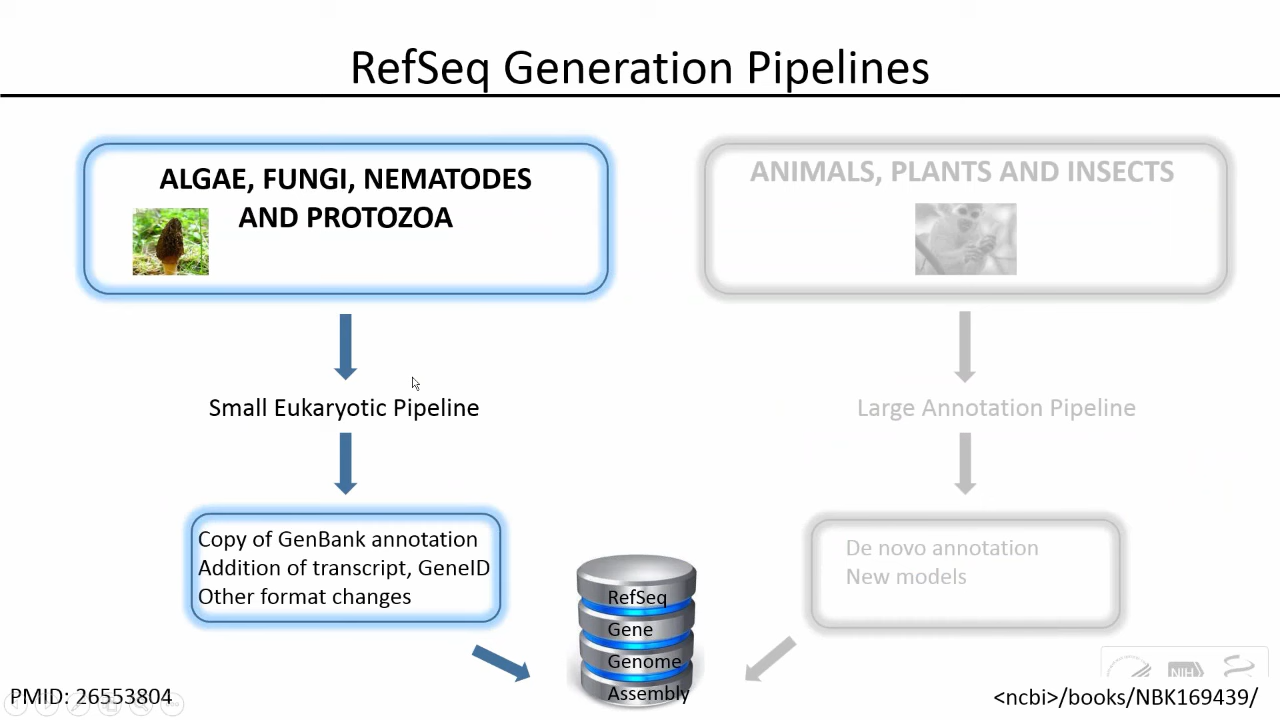 RefSeq Generation Pipelines
ALGAE, FUNGI, NEMATODES
AND PROTOZOA
ANIMALS, PLANTS AND INSECTS
Small Eukaryotic Pipeline
Large Annotation Pipeline
Copy of GenBank annotation
Addition of transcript, GeneID
Other format changes
De novo annotation
New models
RefSeq
Gene
Genome
Assembly
NIH
PMID: 26553804
<ncbi>/books/NBK169439/